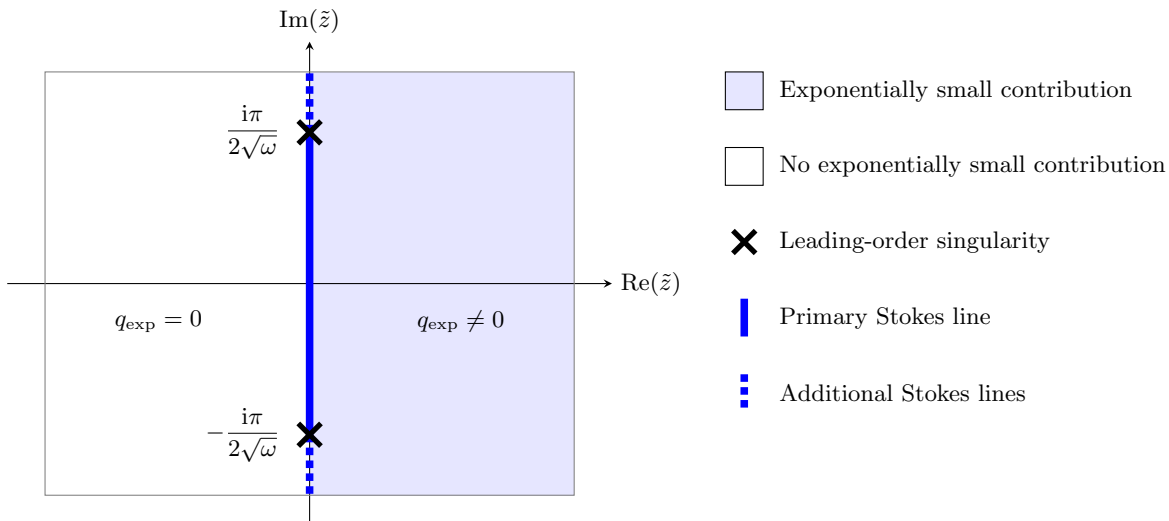 Im(z̃)
iπ
2√ω
Re(z̃)
q_exp = 0
q_exp ≠ 0
− iπ
2√ω
Exponentially small contribution
No exponentially small contribution
Leading-order singularity
Primary Stokes line
Additional Stokes lines